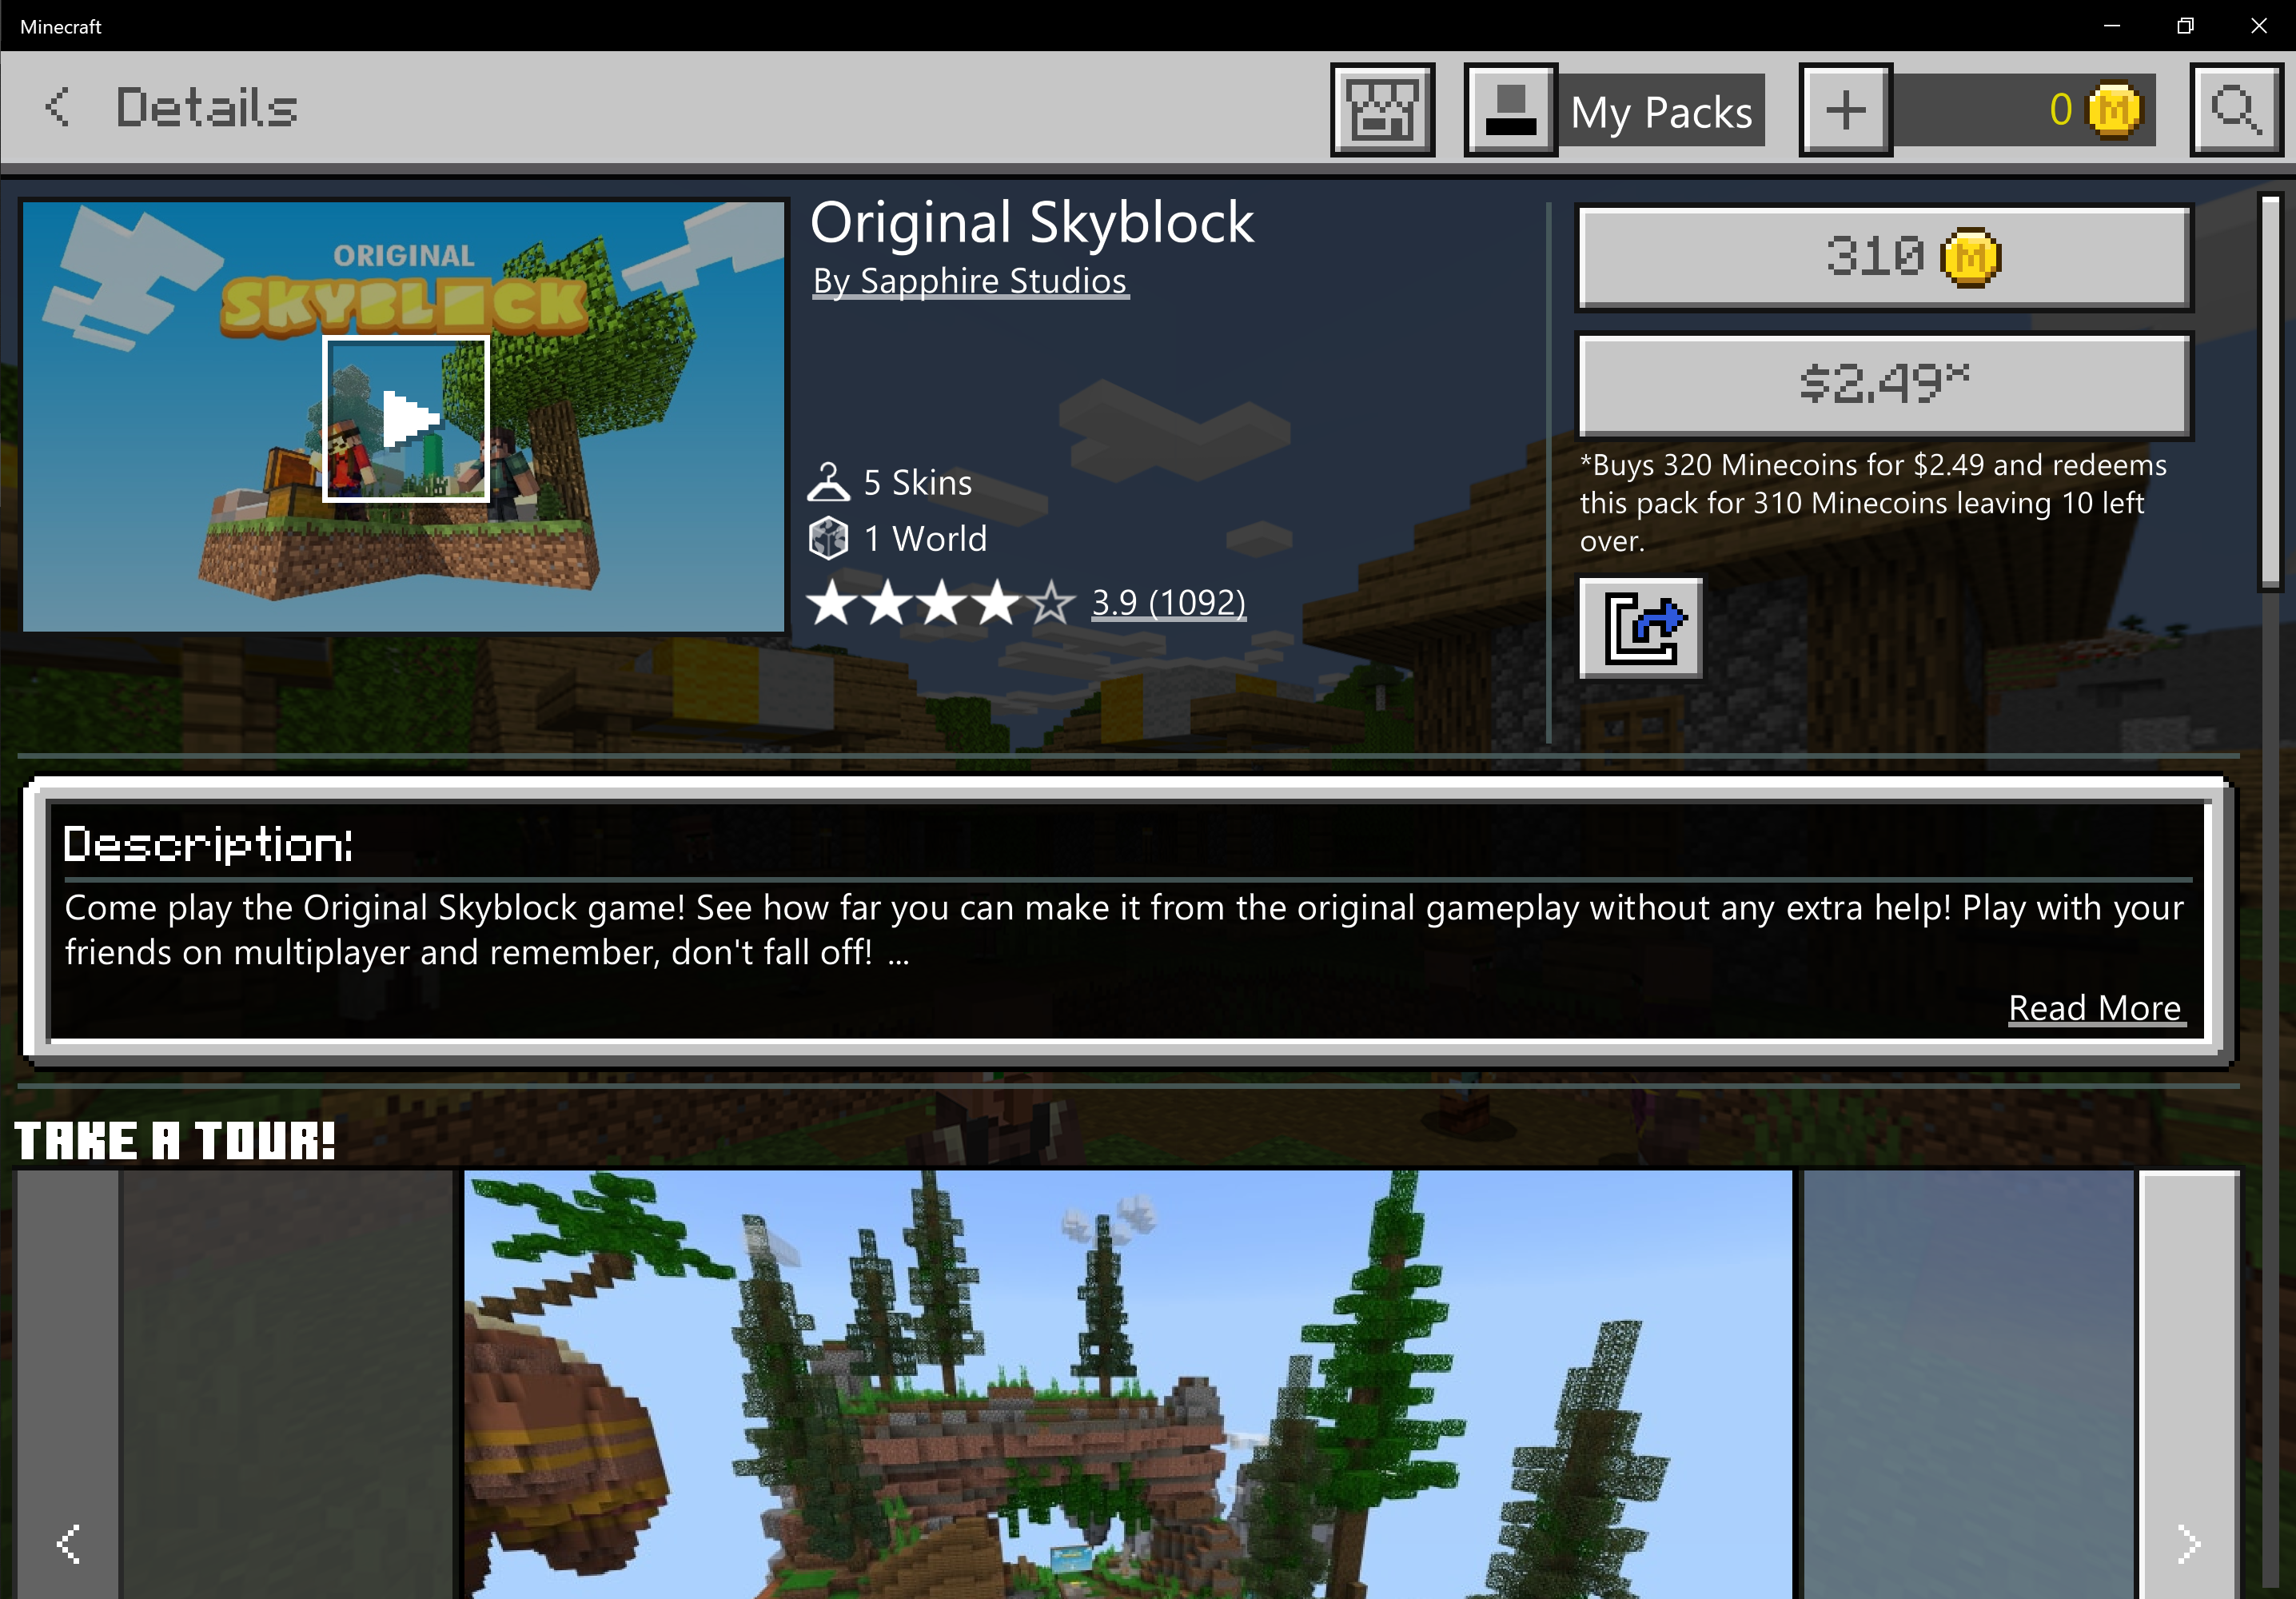 Minecraft
Details
My Packs
0
ORIGINAL
SKYBLOCK
Original Skyblock
By Sapphire Studios
5 Skins
1 World
3.9 (1092)
310
$2.49*
*Buys 320 Minecoins for $2.49 and redeems
this pack for 310 Minecoins leaving 10 left
over.
Description:
Come play the Original Skyblock game! See how far you can make it from the original gameplay without any extra help! Play with your
friends on multiplayer and remember, don't fall off! ...
Read More
TAKE A TOUR!